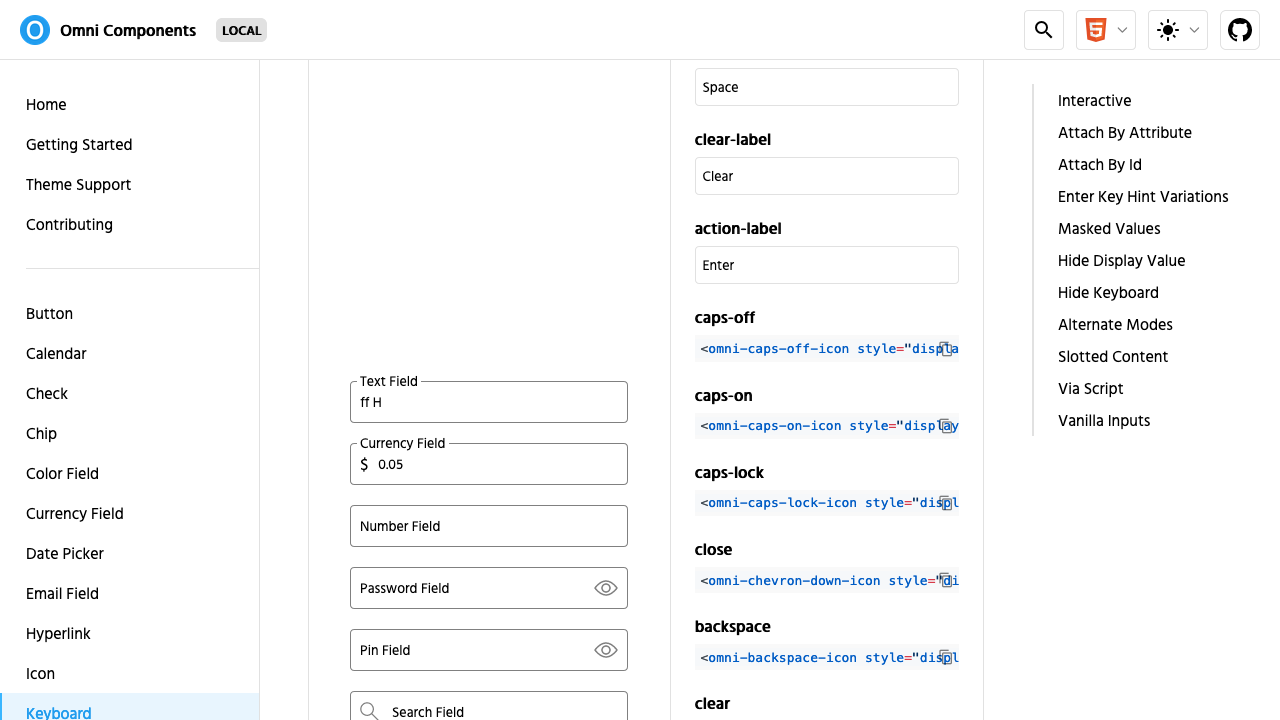 Omni Components
LOCAL
Home
Getting Started
Theme Support
Contributing
Button
Calendar
Check
Chip
Color Field
Currency Field
Date Picker
Email Field
Hyperlink
Icon
Keyboard
Text Field
ff H
Currency Field
$ 0.05
Number Field
Password Field
Pin Field
Search Field
Space
clear-label
Clear
action-label
Enter
caps-off
<omni-caps-off-icon style="displa
caps-on
<omni-caps-on-icon style="display
caps-lock
<omni-caps-lock-icon style="displ
close
<omni-chevron-down-icon style="di
backspace
<omni-backspace-icon style="displ
clear
Interactive
Attach By Attribute
Attach By Id
Enter Key Hint Variations
Masked Values
Hide Display Value
Hide Keyboard
Alternate Modes
Slotted Content
Via Script
Vanilla Inputs